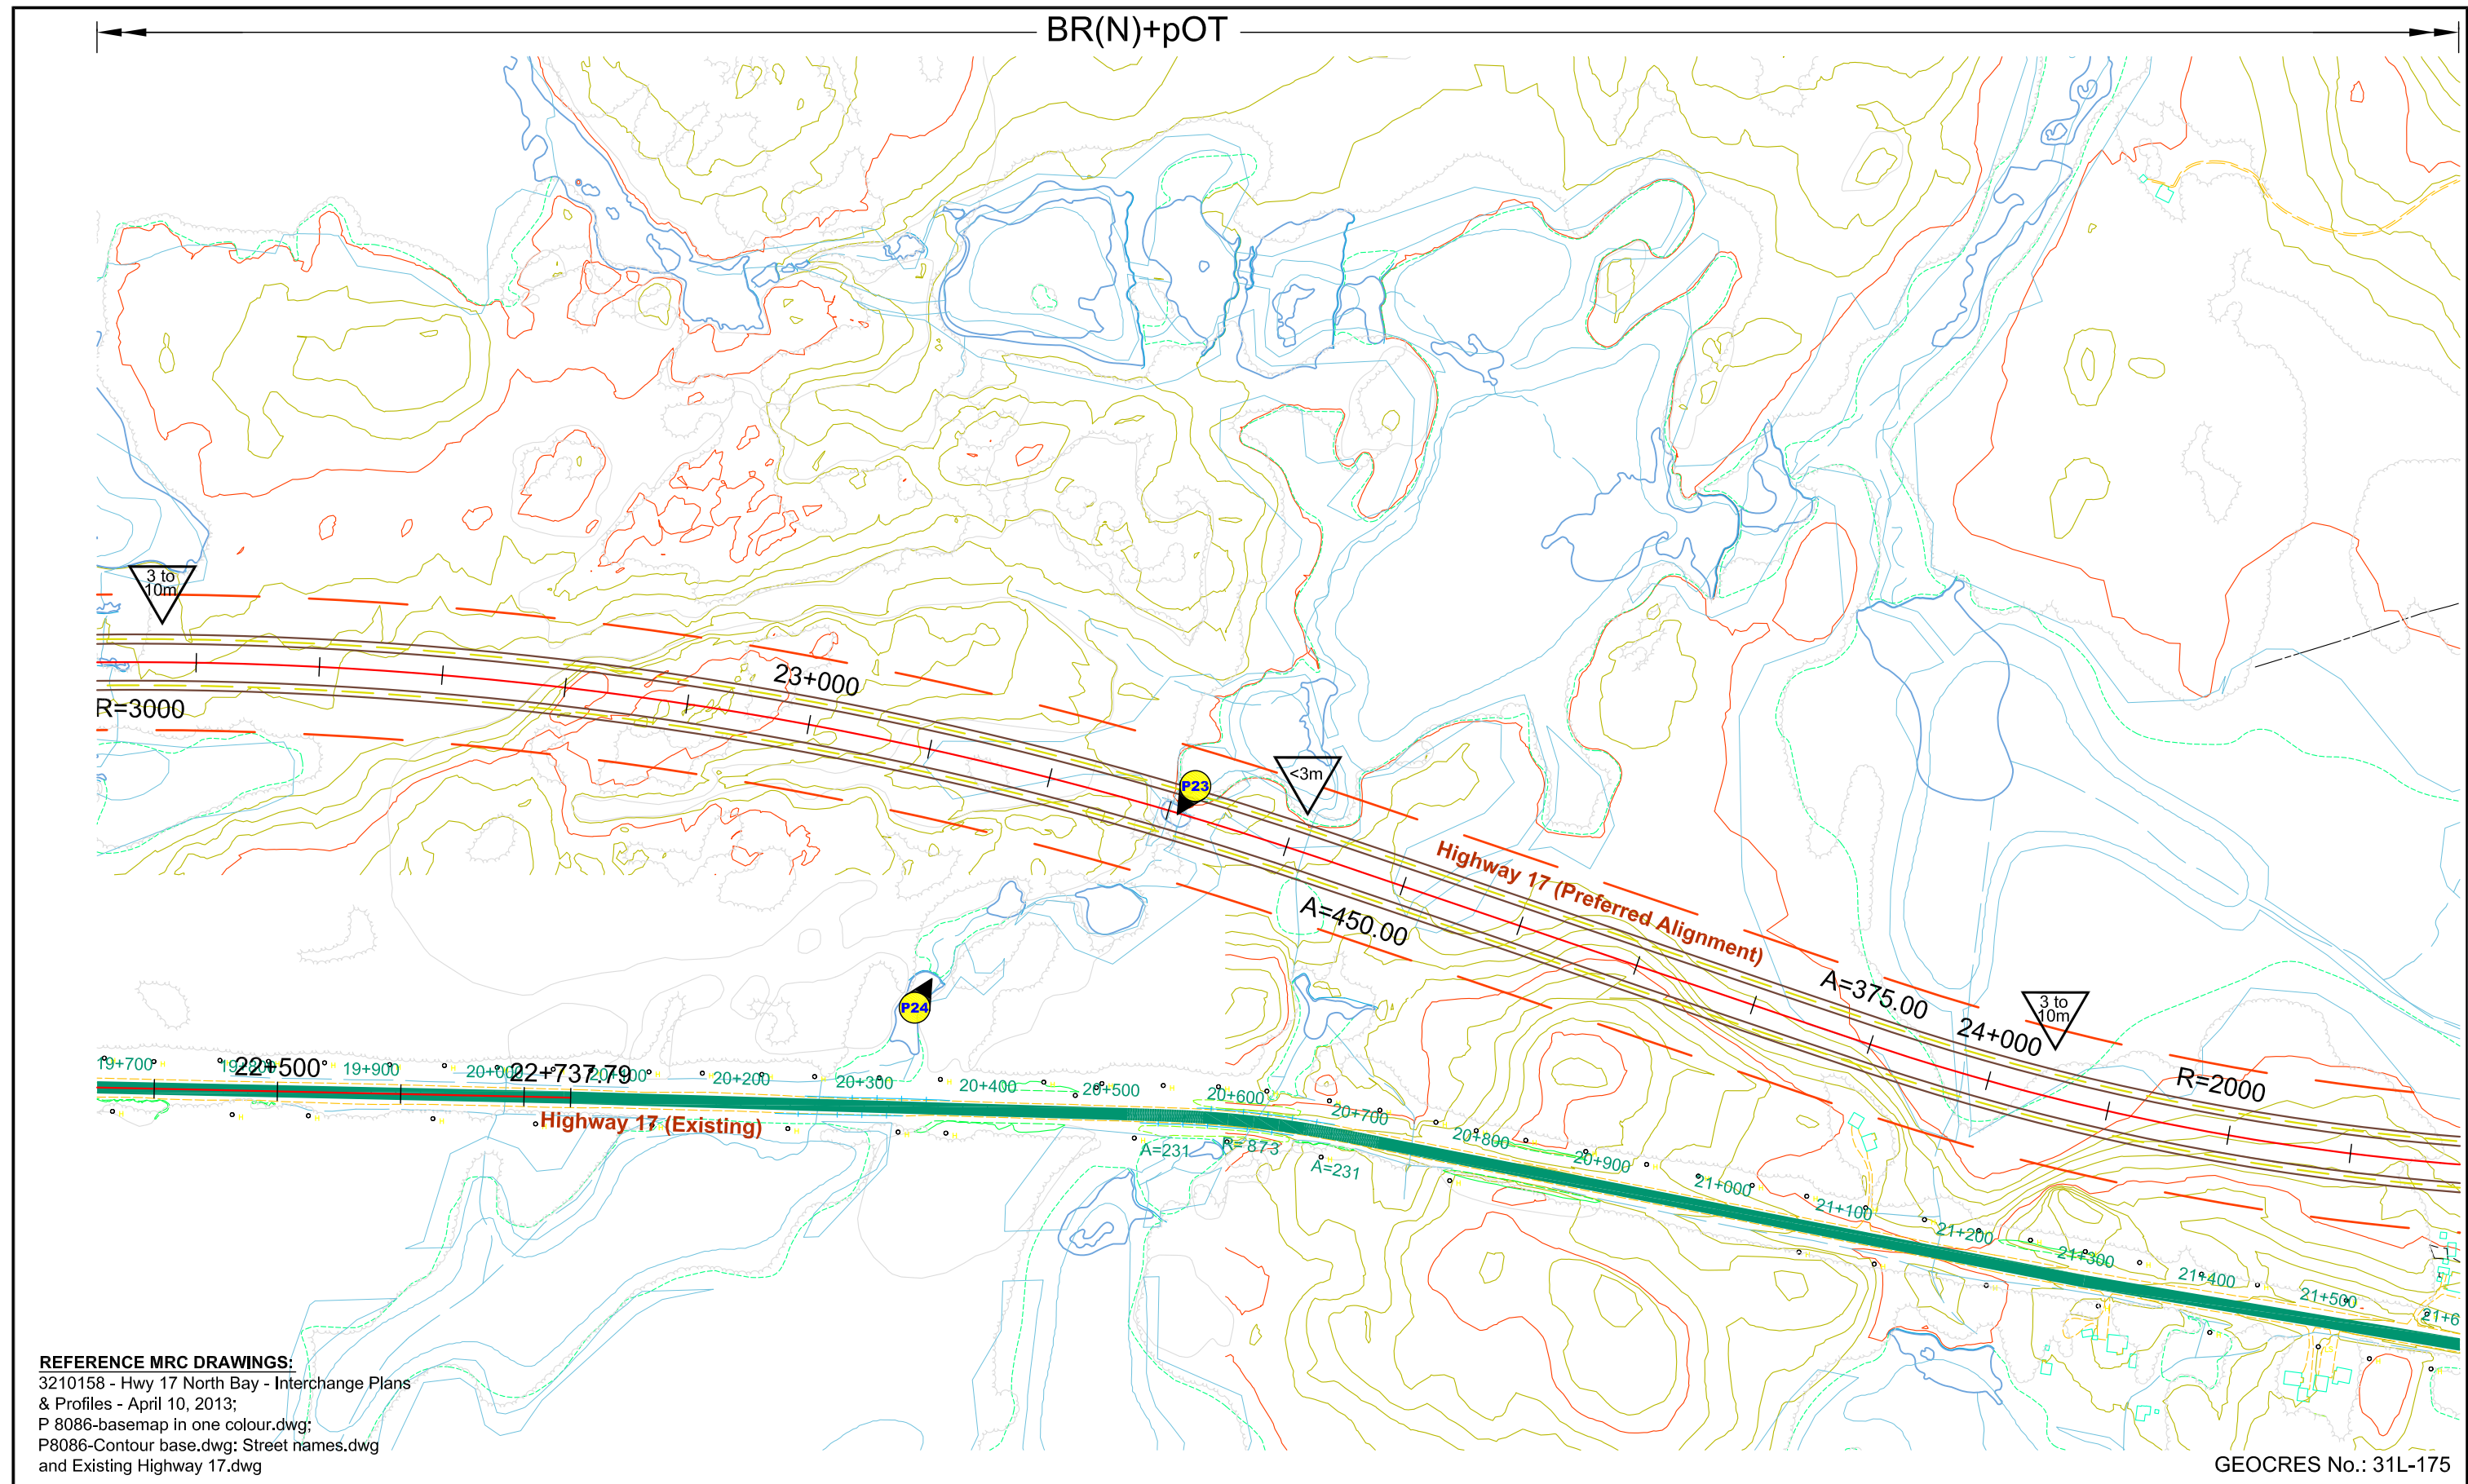 BR(N)+pOT
3 to
10m
23+000
R=3000
P23
<3m
Highway 17 (Preferred Alignment)
A=450.00
A=375.00
24+000
3 to
10m
R=2000
P24
19+700
22+500
19+900
22+737.79
20+200
20+300
20+400
20+500
20+600
20+700
20+800
20+900
21+000
21+100
21+200
21+300
21+400
21+500
21+6
Highway 17 (Existing)
A=231
R=873
A=231
REFERENCE MRC DRAWINGS:
3210158 - Hwy 17 North Bay - Interchange Plans
& Profiles - April 10, 2013;
P 8086-basemap in one colour.dwg;
P8086-Contour base.dwg; Street names.dwg
and Existing Highway 17.dwg
GEOCRES No.: 31L-175